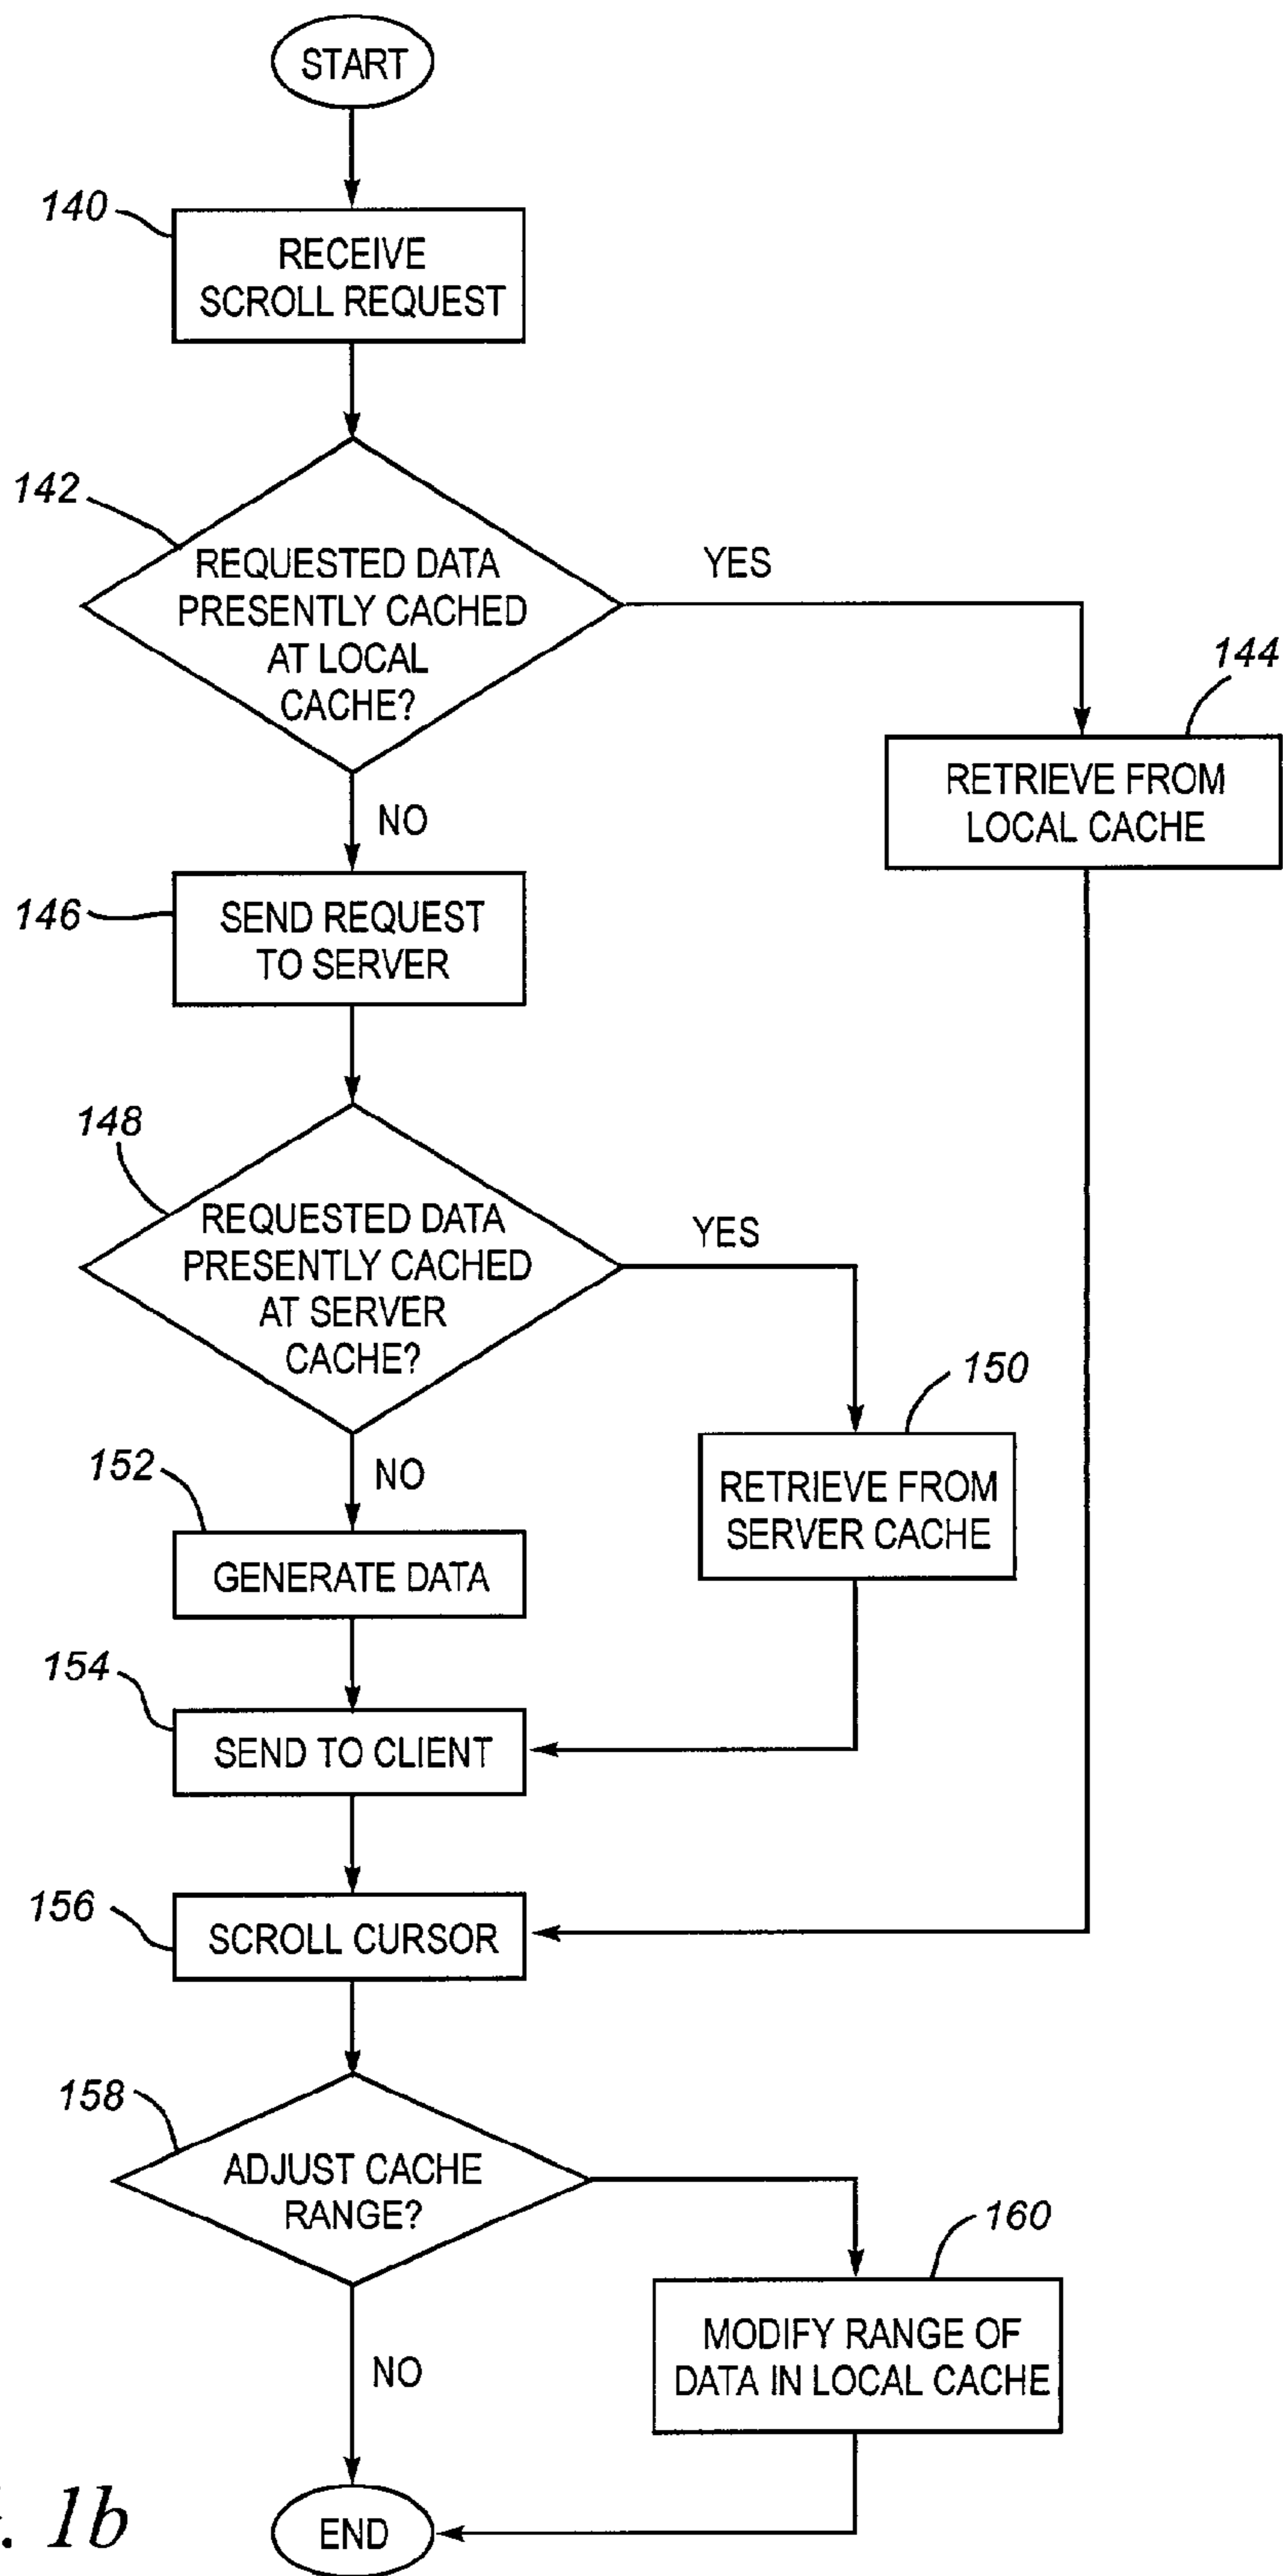 START
140
RECEIVE
SCROLL REQUEST
142
REQUESTED DATA
PRESENTLY CACHED
AT LOCAL
CACHE?
YES
144
RETRIEVE FROM
LOCAL CACHE
NO
146
SEND REQUEST
TO SERVER
148
REQUESTED DATA
PRESENTLY CACHED
AT SERVER
CACHE?
YES
150
RETRIEVE FROM
SERVER CACHE
NO
152
GENERATE DATA
154
SEND TO CLIENT
156
SCROLL CURSOR
158
ADJUST CACHE
RANGE?
160
MODIFY RANGE OF
DATA IN LOCAL CACHE
NO
END
. 1b